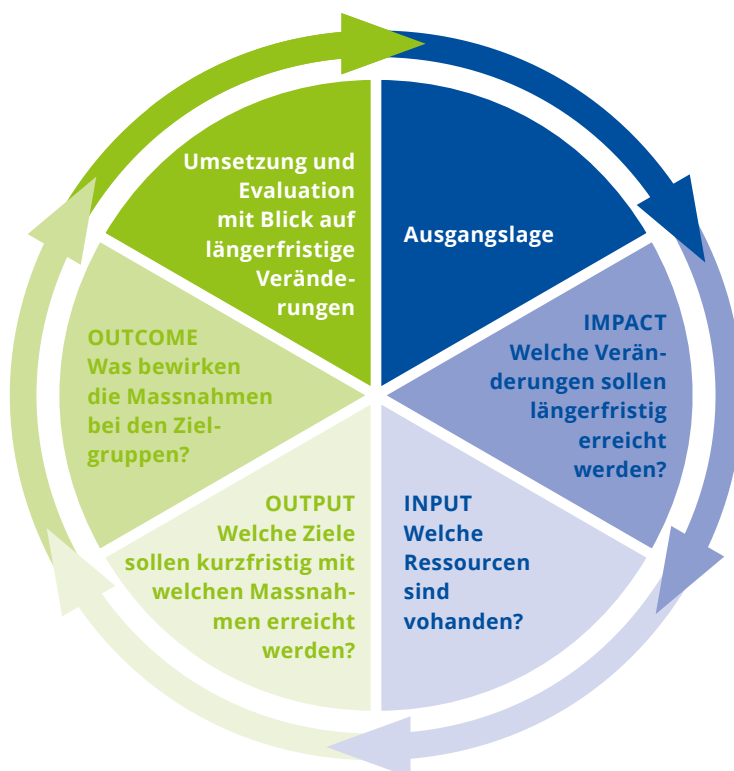 Umsetzung und
Evaluation
mit Blick auf
längerfristige
Verände-
rungen
Ausgangslage
IMPACT
Welche Verän-
derungen sollen
längerfristig
erreicht
werden?
INPUT
Welche
Ressourcen
sind
vohanden?
OUTPUT
Welche Ziele
sollen kurzfristig mit
welchen Massnah-
men erreicht
werden?
OUTCOME
Was bewirken
die Massnahmen
bei den Ziel-
gruppen?